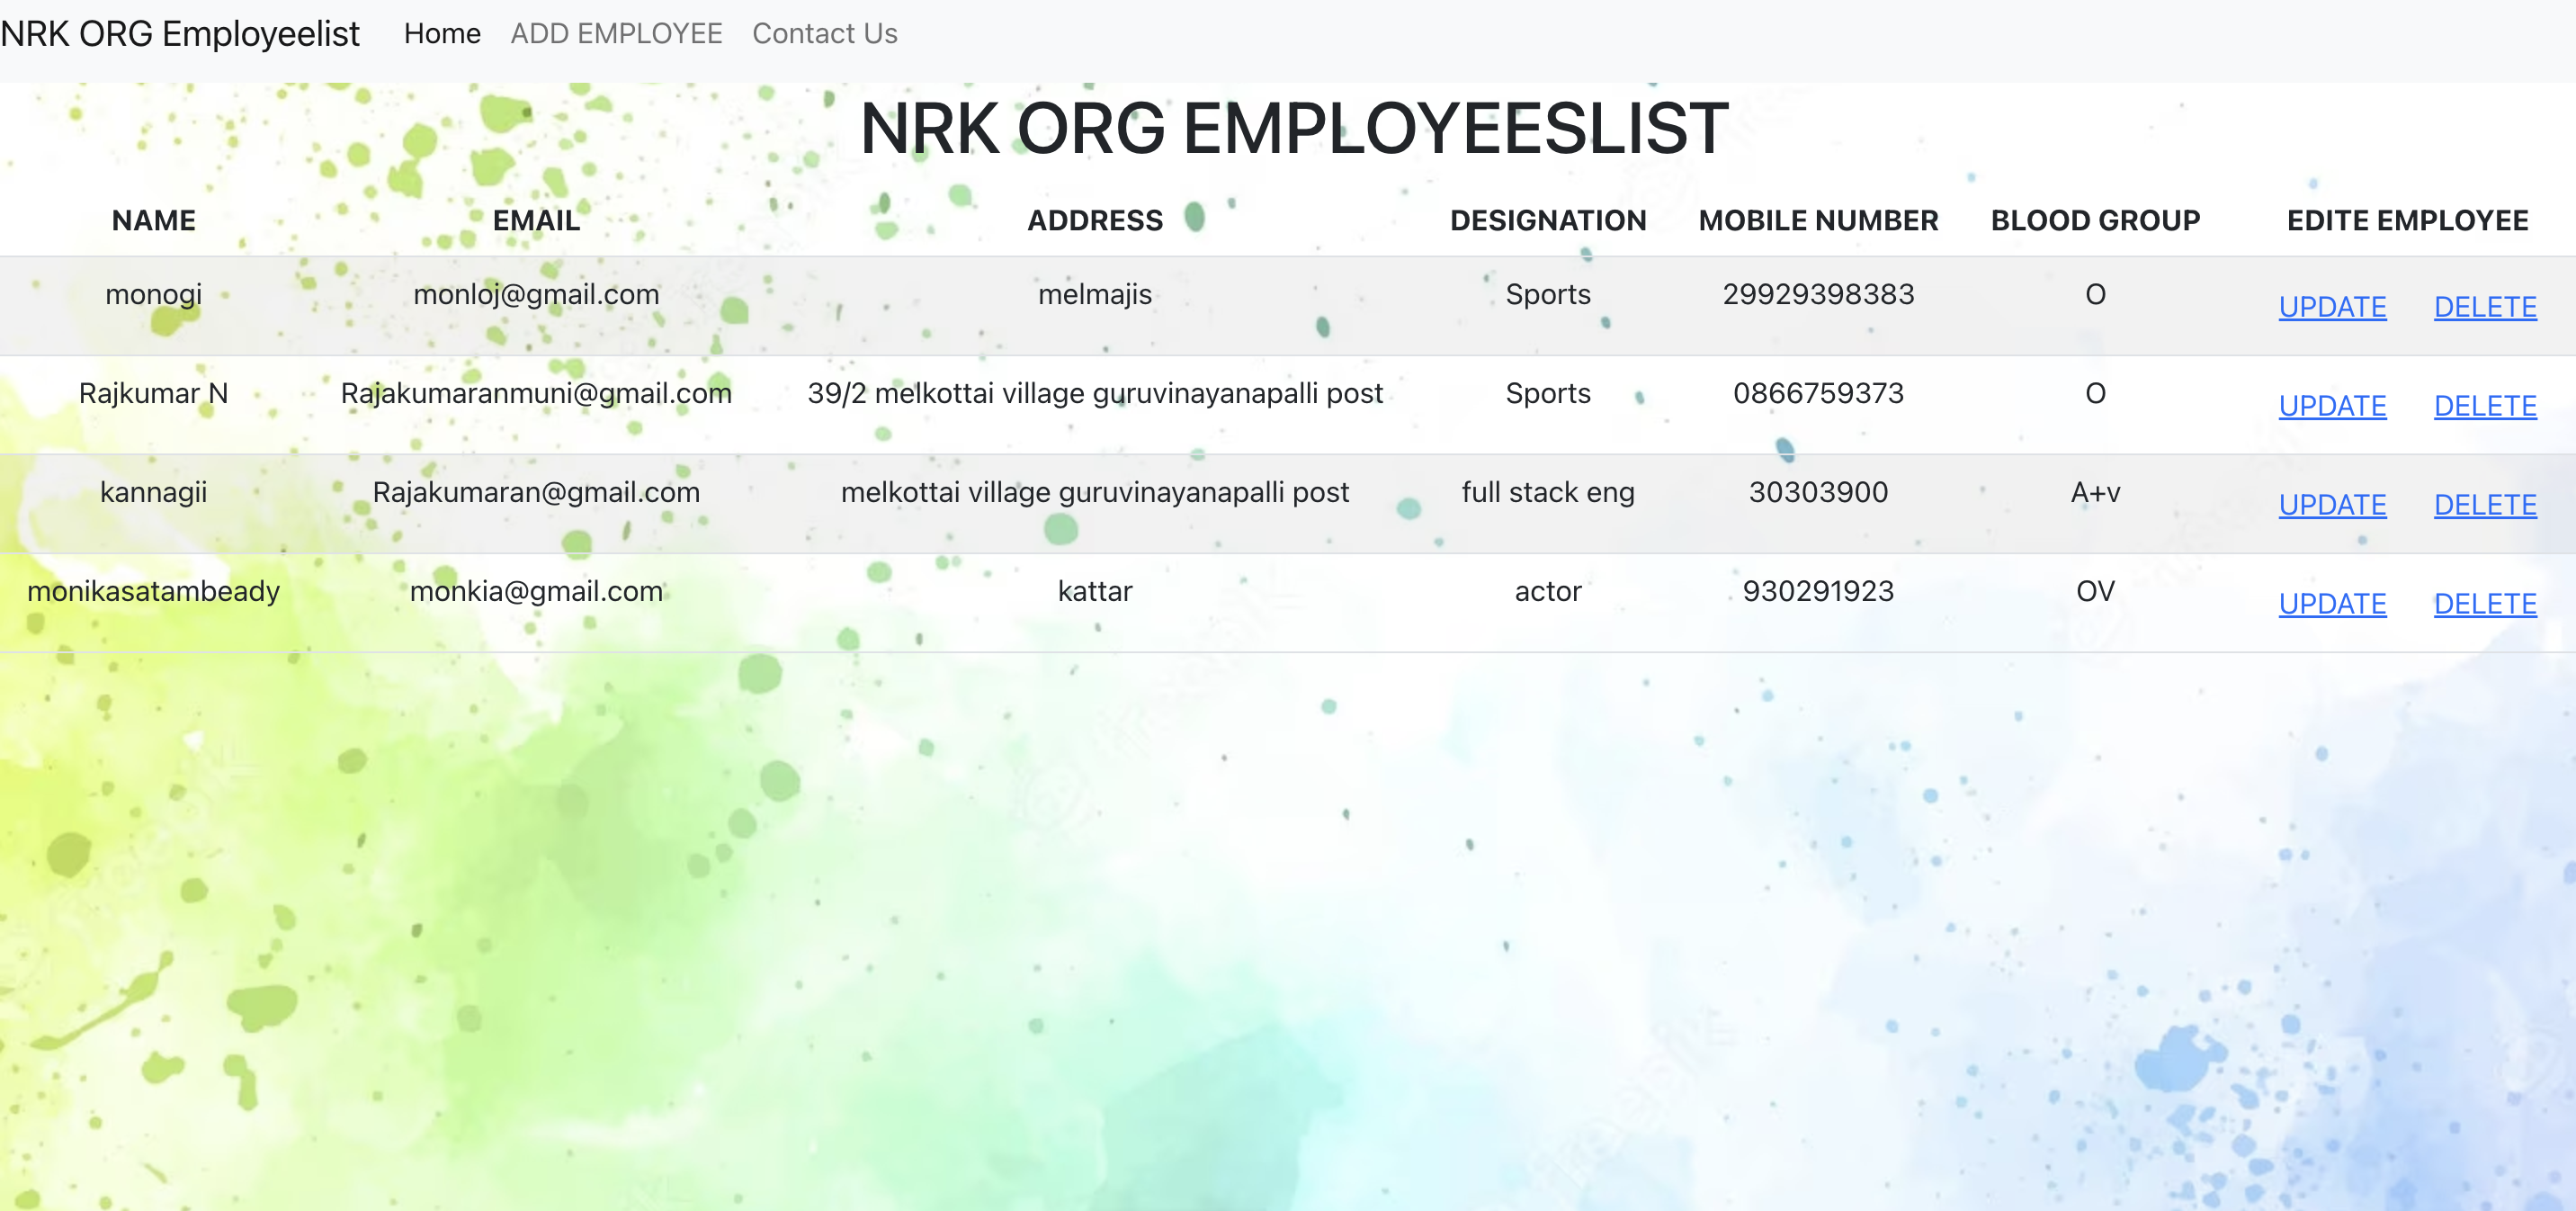 NRK ORG Employeelist Home ADD EMPLOYEE Contact Us
NRK ORG EMPLOYEESLIST
NAME EMAIL ADDRESS DESIGNATION MOBILE NUMBER BLOOD GROUP EDITE EMPLOYEE
monogi monloj@gmail.com melmajis Sports 29929398383 O UPDATE DELETE
Rajkumar N Rajakumaranmuni@gmail.com 39/2 melkottai village guruvinayanapalli post Sports 0866759373 O UPDATE DELETE
kannagii Rajakumaran@gmail.com melkottai village guruvinayanapalli post full stack eng 30303900 A+v UPDATE DELETE
monikasatambeady monkia@gmail.com kattar actor 930291923 OV UPDATE DELETE